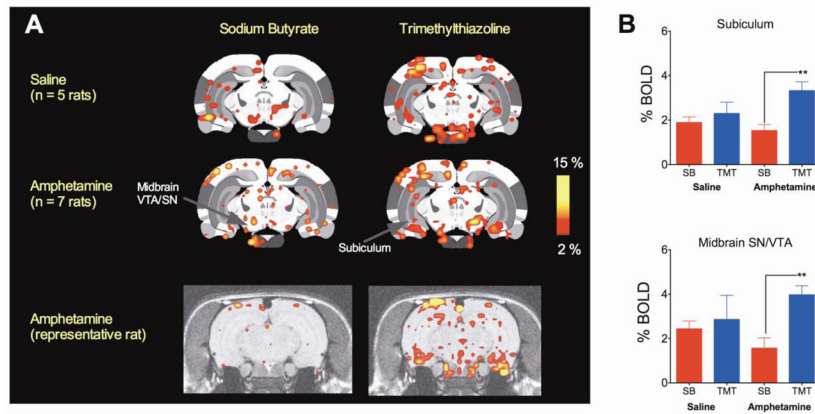 A
Sodium Butyrate
Trimethylthiazoline
Saline
(n = 5 rats)
Amphetamine
(n = 7 rats)
Midbrain
VTA/SN
Subiculum
15 %
2 %
Amphetamine
(representative rat)
B
Subiculum
% BOLD
6
4
2
0
**
SB TMT SB TMT
Saline Amphetamine
Midbrain SN/VTA
% BOLD
6
4
2
0
**
SB TMT SB TMT
Saline Amphetamine